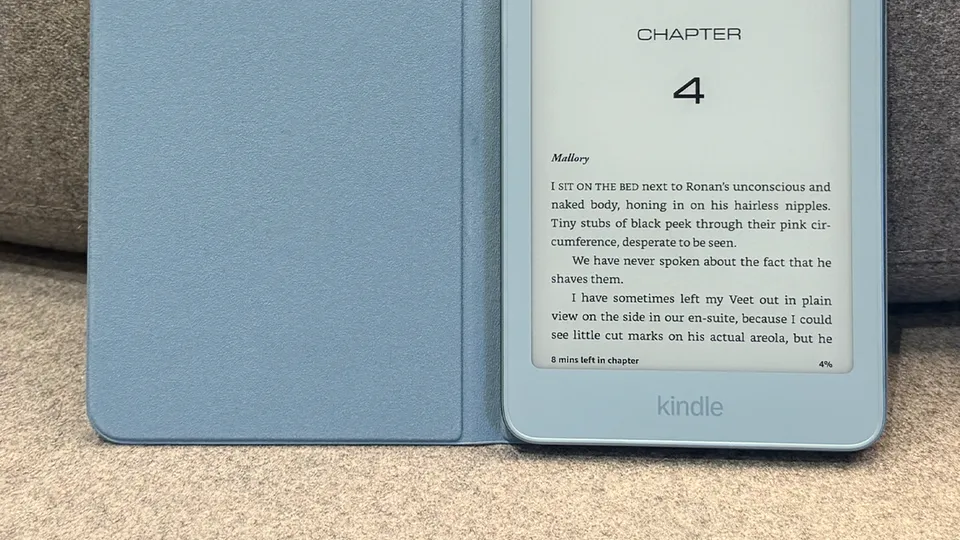 CHAPTER
4
Mallory
I SIT ON THE BED next to Ronan's unconscious and
naked body, honing in on his hairless nipples.
Tiny stubs of black peek through their pink cir-
cumference, desperate to be seen.
We have never spoken about the fact that he
shaves them.
I have sometimes left my Veet out in plain
view on the side in our en-suite, because I could
see little cut marks on his actual areola, but he
8 mins left in chapter 4%
kindle